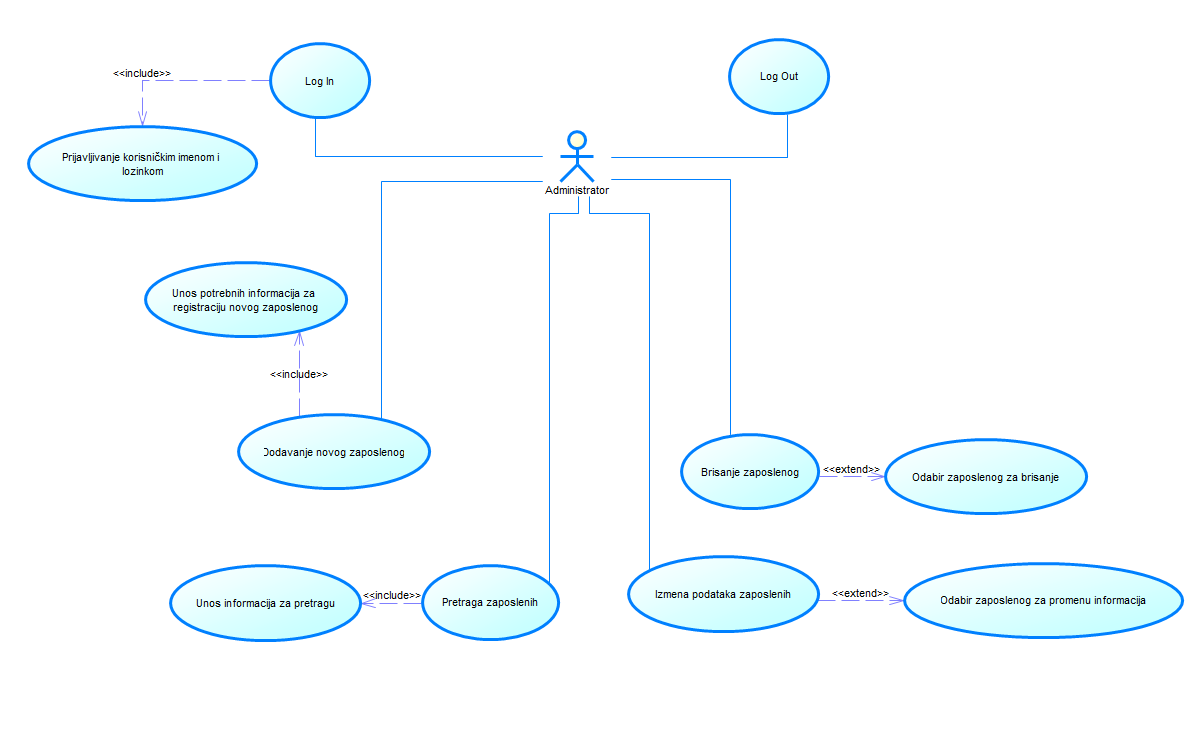 Log In
Log Out
<<include>>
Prijavljivanje korisničkim imenom i
lozinkom
Administrator
Unos potrebnih informacija za
registraciju novog zaposlenog
<<include>>
Dodavanje novog zaposlenog
Brisanje zaposlenog
<<extend>>
Odabir zaposlenog za brisanje
Unos informacija za pretragu
<<include>>
Pretraga zaposlenih
Izmena podataka zaposlenih
<<extend>>
Odabir zaposlenog za promenu informacija